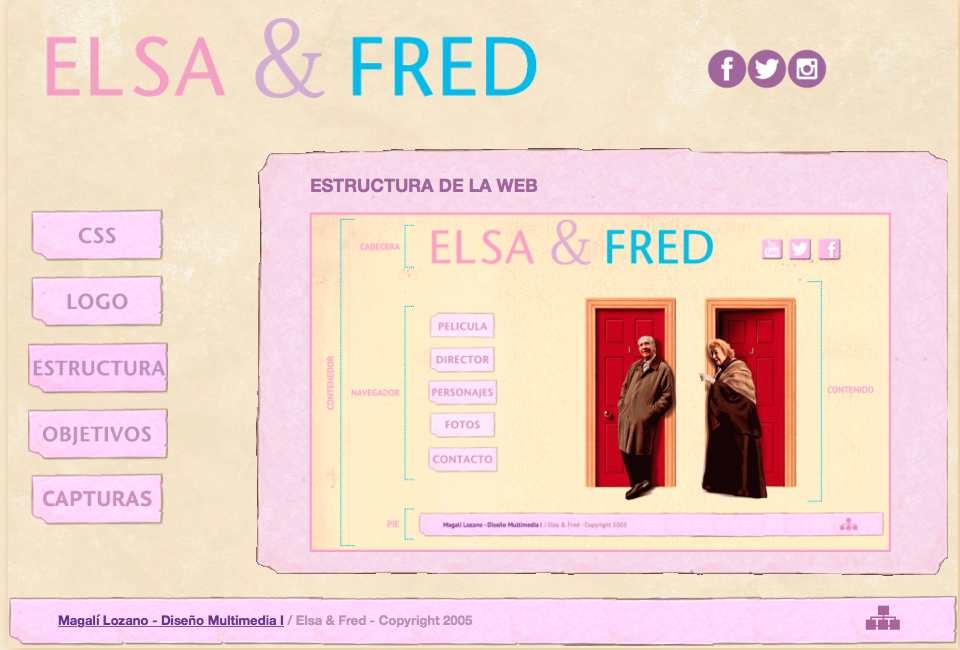 ELSA & FRED
CSS
LOGO
ESTRUCTURA
OBJETIVOS
CAPTURAS
ESTRUCTURA DE LA WEB
CABECERA
ELSA & FRED
You
CONTENEDOR
NAVEGADOR
PELICULA
DIRECTOR
PERSONAJES
FOTOS
CONTACTO
CONTENIDO
PIE
Magalí Lozano - Diseño Multimedia I / Elsa & Fred - Copyright 2005
Magalí Lozano - Diseño Multimedia I / Elsa & Fred - Copyright 2005